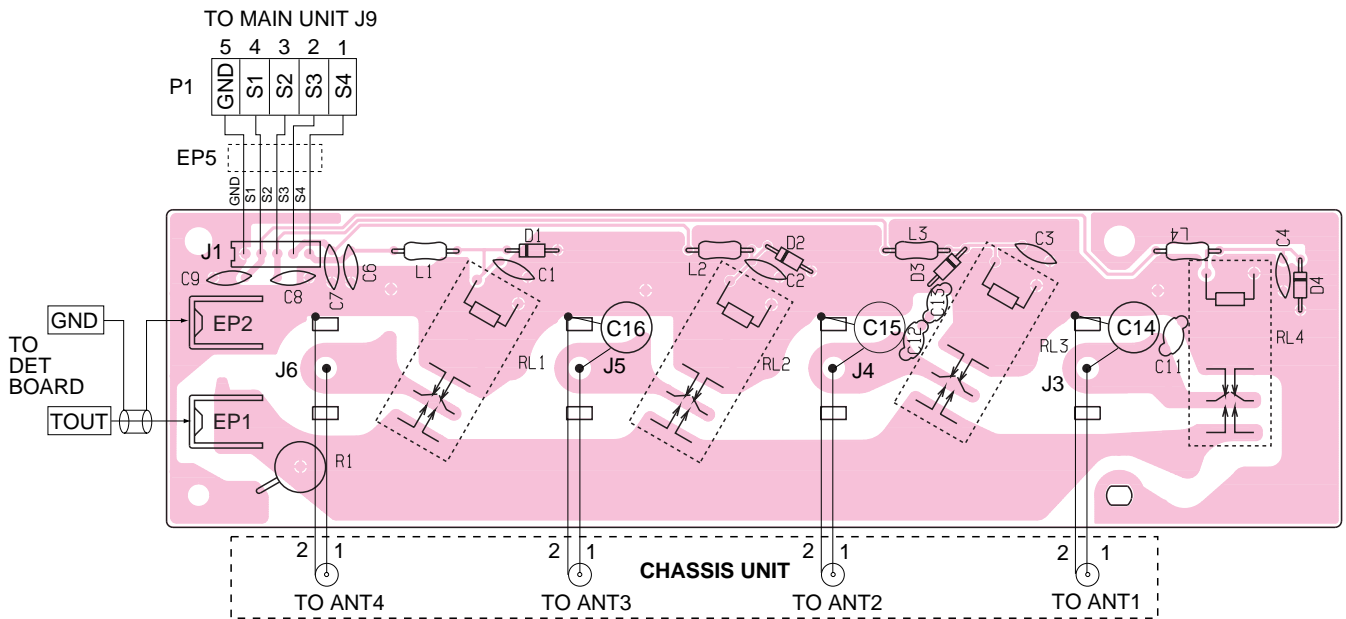 TO MAIN UNIT J9
5 4 3 2 1
P1 GND S1 S2 S3 S4
EP5
GND S1 S2 S3 S4
J1
C9 C8 C7 C6
L1 D1 C1
L2 D2 C2
L3 D3 C3
L4 C4 D4
C13 C12 C11
GND
EP2
TO
DET
BOARD
TOUT
EP1
J6
RL1
C16
J5
RL2
C15
J4
RL3
C14
J3
RL4
R1
2 1
2 1
2 1
2 1
CHASSIS UNIT
TO ANT4
TO ANT3
TO ANT2
TO ANT1